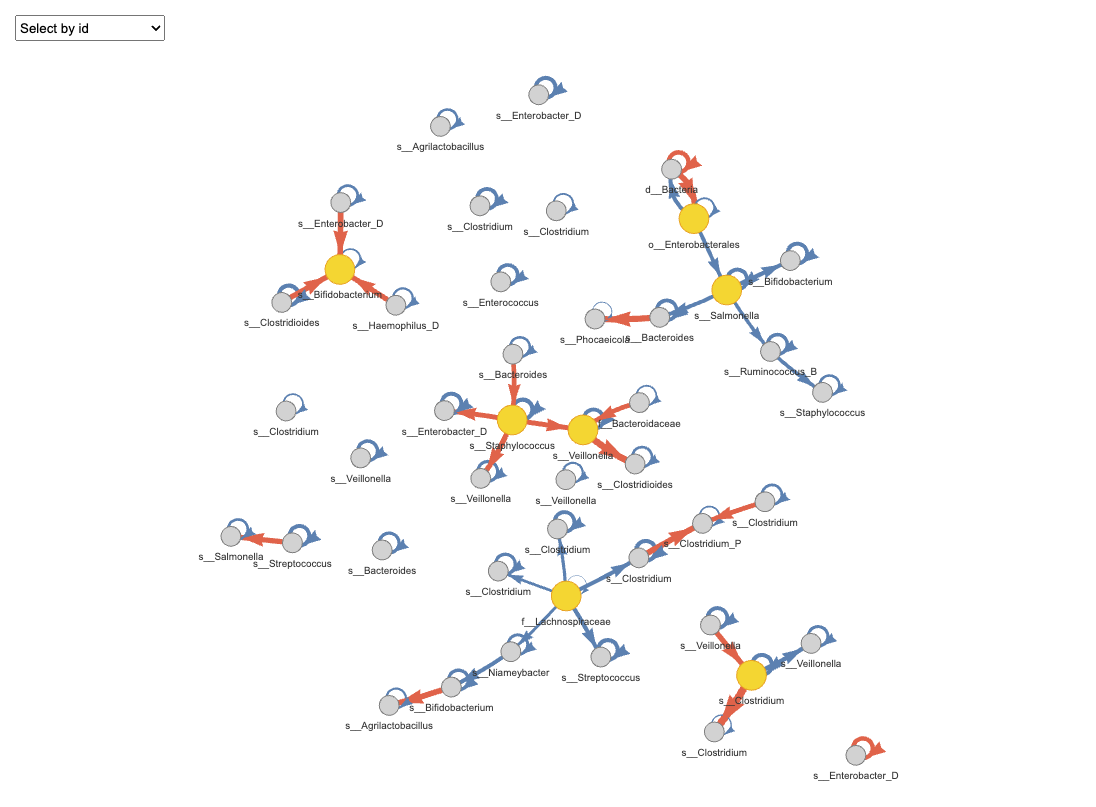 Select by id
s__Enterobacter_D
s__Agrilactobacillus
d__Bacteria
s__Enterobacter_D
s__Clostridium
s__Clostridium
o__Enterobacterales
s__Bifidobacterium
s__Bifidobacterium
s__Enterococcus
s__Salmonella
s__Clostridioides
s__Haemophilus_D
s__Phocaeicola
s__Bacteroides
s__Bacteroides
s__Ruminococcus_B
s__Staphylococcus
s__Clostridium
s__Enterobacter_D
s__Staphylococcus
f__Bacteroidaceae
s__Veillonella
s__Veillonella
s__Veillonella
s__Veillonella
s__Clostridioides
s__Clostridium
s__Salmonella
s__Streptococcus
s__Bacteroides
s__Clostridium
s__Clostridium_P
s__Clostridium
s__Clostridium
f__Lachnospiraceae
s__Veillonella
s__Veillonella
s__Niameybacter
s__Streptococcus
s__Clostridium
s__Bifidobacterium
s__Agrilactobacillus
s__Clostridium
s__Enterobacter_D